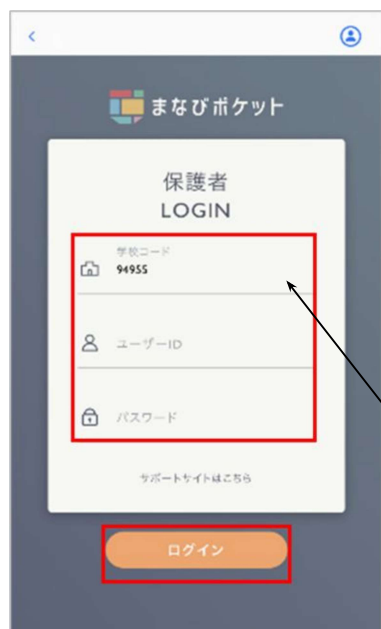 まなびポケット
保護者
LOGIN
学校コード
94955
ユーザーID
パスワード
サポートサイトはこちら
ログイン